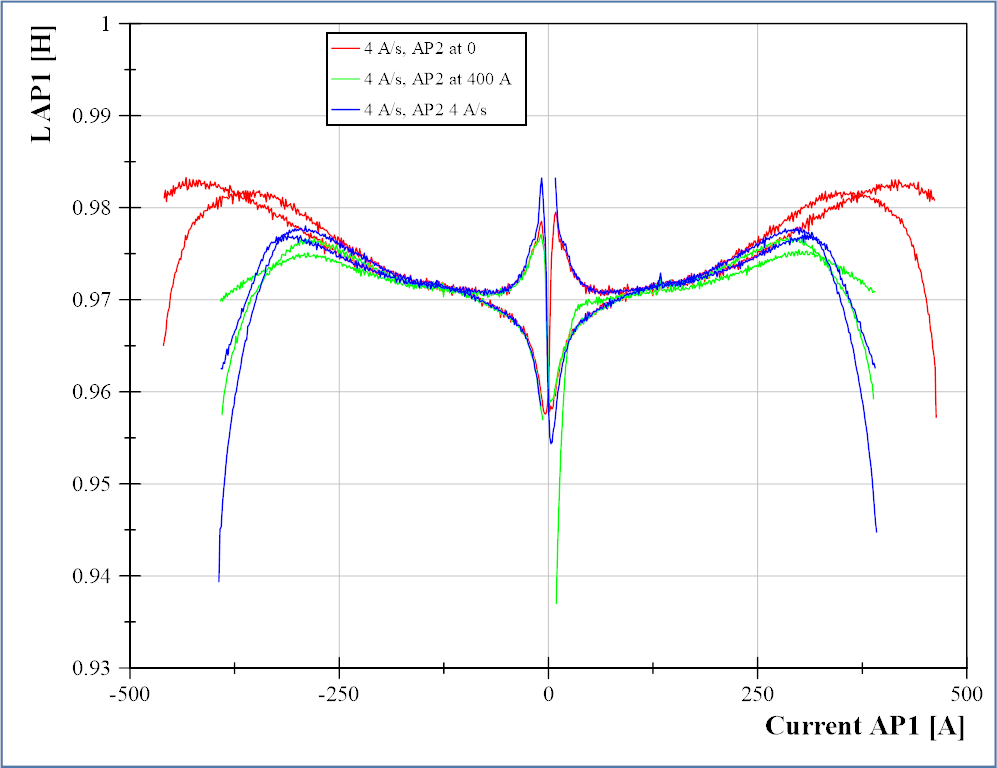 L AP1 [H]
1
0.99
0.98
0.97
0.96
0.95
0.94
0.93
4 A/s, AP2 at 0
4 A/s, AP2 at 400 A
4 A/s, AP2 4 A/s
-500 -250 0 250 500
Current AP1 [A]